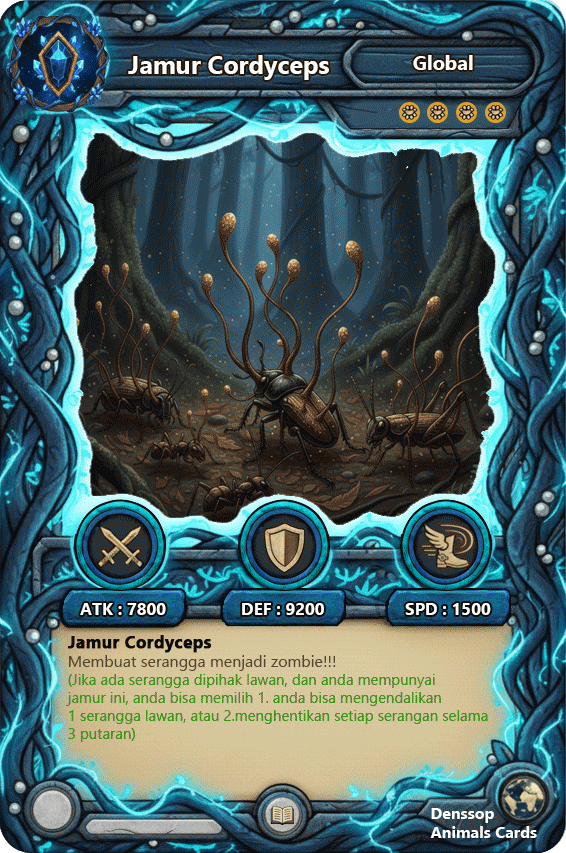 Jamur Cordyceps
Global
ATK : 7800
DEF : 9200
SPD : 1500
Jamur Cordyceps
Membuat serangga menjadi zombie!!!
(Jika ada serangga dipihak lawan, dan anda mempunyai
jamur ini, anda bisa memilih 1. anda bisa mengendalikan
1 serangga lawan, atau 2.menghentikan setiap serangan selama
3 putaran)
Denssop
Animals Cards